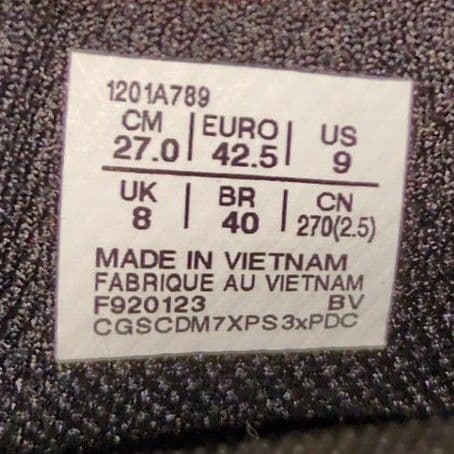 1201A789
CM | EURO | US
27.0 | 42.5 | 9
UK | BR | CN
8 | 40 | 270(2.5)
MADE IN VIETNAM
FABRIQUE AU VIETNAM
F920123 BV
CGSCDM7XPS3xPDC